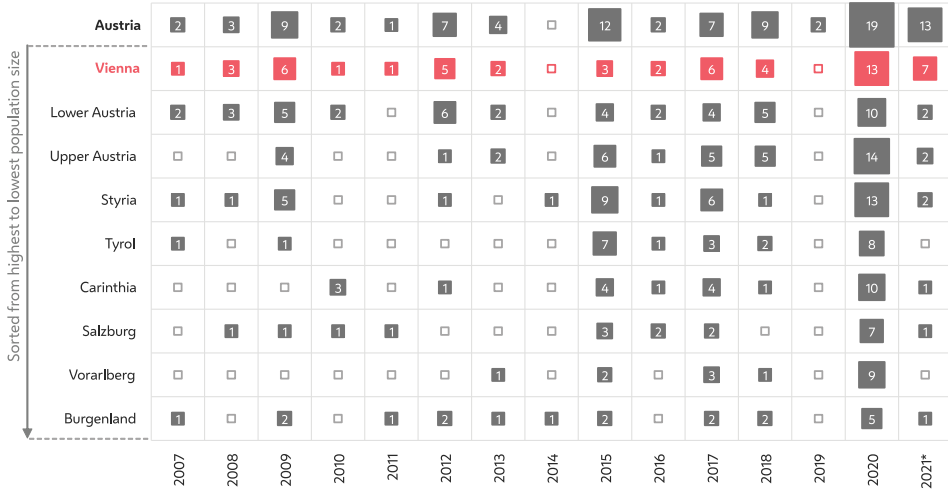 Austria 2 3 9 2 1 7 4 12 2 7 9 2 19 13
Vienna 1 3 6 1 1 5 2 3 2 6 4 13 7
Lower Austria 2 3 5 2 6 2 4 2 4 5 10 2
Upper Austria 4 1 2 6 1 5 5 14 2
Styria 1 1 5 1 1 9 1 6 1 13 2
Tyrol 1 1 7 1 3 2 8
Carinthia 3 1 4 1 4 1 10 1
Salzburg 1 1 1 1 3 2 2 7 1
Vorarlberg 1 2 3 1 9
Burgenland 1 2 1 2 1 1 2 2 2 5 1
2007 2008 2009 2010 2011 2012 2013 2014 2015 2016 2017 2018 2019 2020 2021*
Sorted from highest to lowest population size